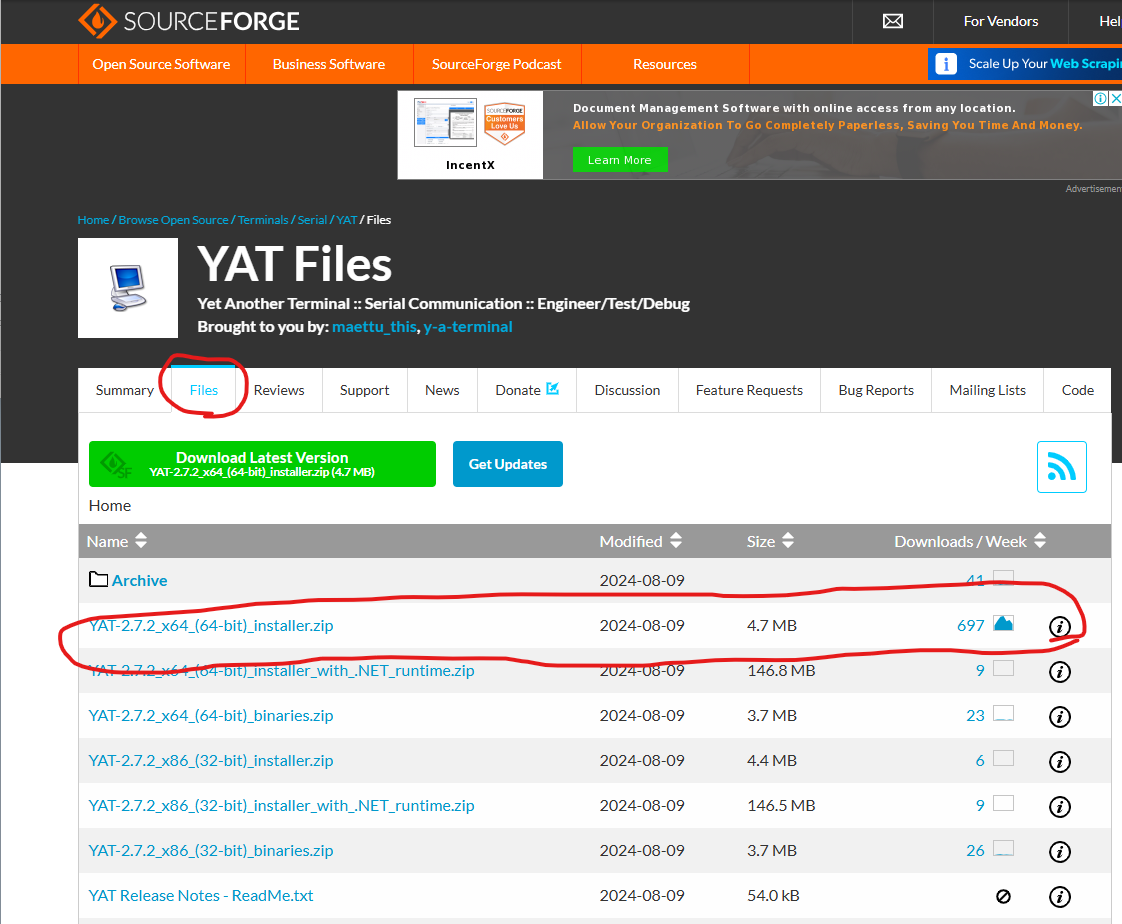 SOURCEFORGE
For Vendors
Hel
Open Source Software
Business Software
SourceForge Podcast
Resources
Scale Up Your Web Scrapi
Document Management Software with online access from any location.
Allow Your Organization To Go Completely Paperless, Saving You Time And Money.
SOURCEFORGE
Customers
Love Us
IncentX
Learn More
Advertisemen
Home / Browse Open Source / Terminals / Serial / YAT / Files
YAT Files
Yet Another Terminal :: Serial Communication :: Engineer/Test/Debug
Brought to you by: maettu_this, y-a-terminal
Summary
Files
Reviews
Support
News
Donate
Discussion
Feature Requests
Bug Reports
Mailing Lists
Code
SF
Download Latest Version
YAT-2.7.2_x64_(64-bit)_installer.zip (4.7 MB)
Get Updates
Home
Name Modified Size Downloads / Week
Archive 2024-08-09 41
YAT-2.7.2_x64_(64-bit)_installer.zip 2024-08-09 4.7 MB 697
YAT-2.7.2_x64_(64-bit)_installer_with_.NET_runtime.zip 2024-08-09 146.8 MB 9
YAT-2.7.2_x64_(64-bit)_binaries.zip 2024-08-09 3.7 MB 23
YAT-2.7.2_x86_(32-bit)_installer.zip 2024-08-09 4.4 MB 6
YAT-2.7.2_x86_(32-bit)_installer_with_.NET_runtime.zip 2024-08-09 146.5 MB 9
YAT-2.7.2_x86_(32-bit)_binaries.zip 2024-08-09 3.7 MB 26
YAT Release Notes - ReadMe.txt 2024-08-09 54.0 kB